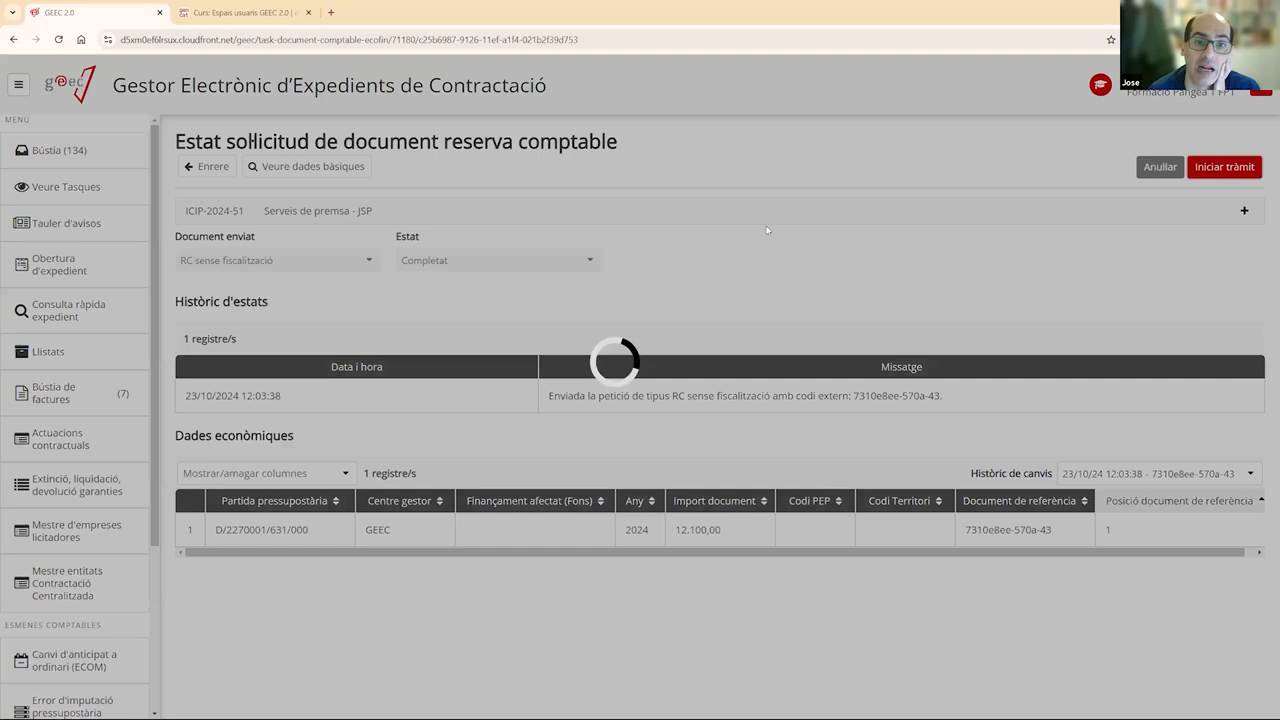 GEEC 2.0
Curs: Espais usuaris GEEC 2.0 |
d5xm0ef6lrsux.cloudfront.net/geec/task-document-comptable-ecofin/71180/c25b6987-9126-11ef-a1f4-021b2f39d753
Jose
geec
Gestor Electrònic d'Expedients de Contractació
Formació Pangea 1 FP1
MENÚ
Bústia (134)
Veure Tasques
Tauler d'avisos
Obertura
d'expedient
Consulta ràpida
expedient
Llistats
Bústia de
factures
(7)
Actuacions
contractuals
Extinció, liquidació,
devolució garanties
Mestre d'empreses
licitadores
Mestre entitats
Contractació
Centralitzada
ESMENES COMPTABLES
Canvi d'anticipat a
ordinari (ECOM)
Error d'imputació
pressupostària
Estat sol·licitud de document reserva comptable
Enrere
Veure dades bàsiques
Anul·lar
Iniciar tràmit
ICIP-2024-51 Serveis de premsa - JSP
Document enviat Estat
RC sense fiscalització Completat
Històric d'estats
1 registre/s
Data i hora Missatge
23/10/2024 12:03:38 Enviada la petició de tipus RC sense fiscalització amb codi extern: 7310e8ee-570a-43.
Dades econòmiques
Mostrar/amagar columnes 1 registre/s Històric de canvis 23/10/24 12:03:38 - 7310e8ee-570a-43
Partida pressupostària Centre gestor Finançament afectat (Fons) Any Import document Codi PEP Codi Territori Document de referència Posició document de referència
1 D/2270001/631/000 GEEC 2024 12.100,00 7310e8ee-570a-43 1